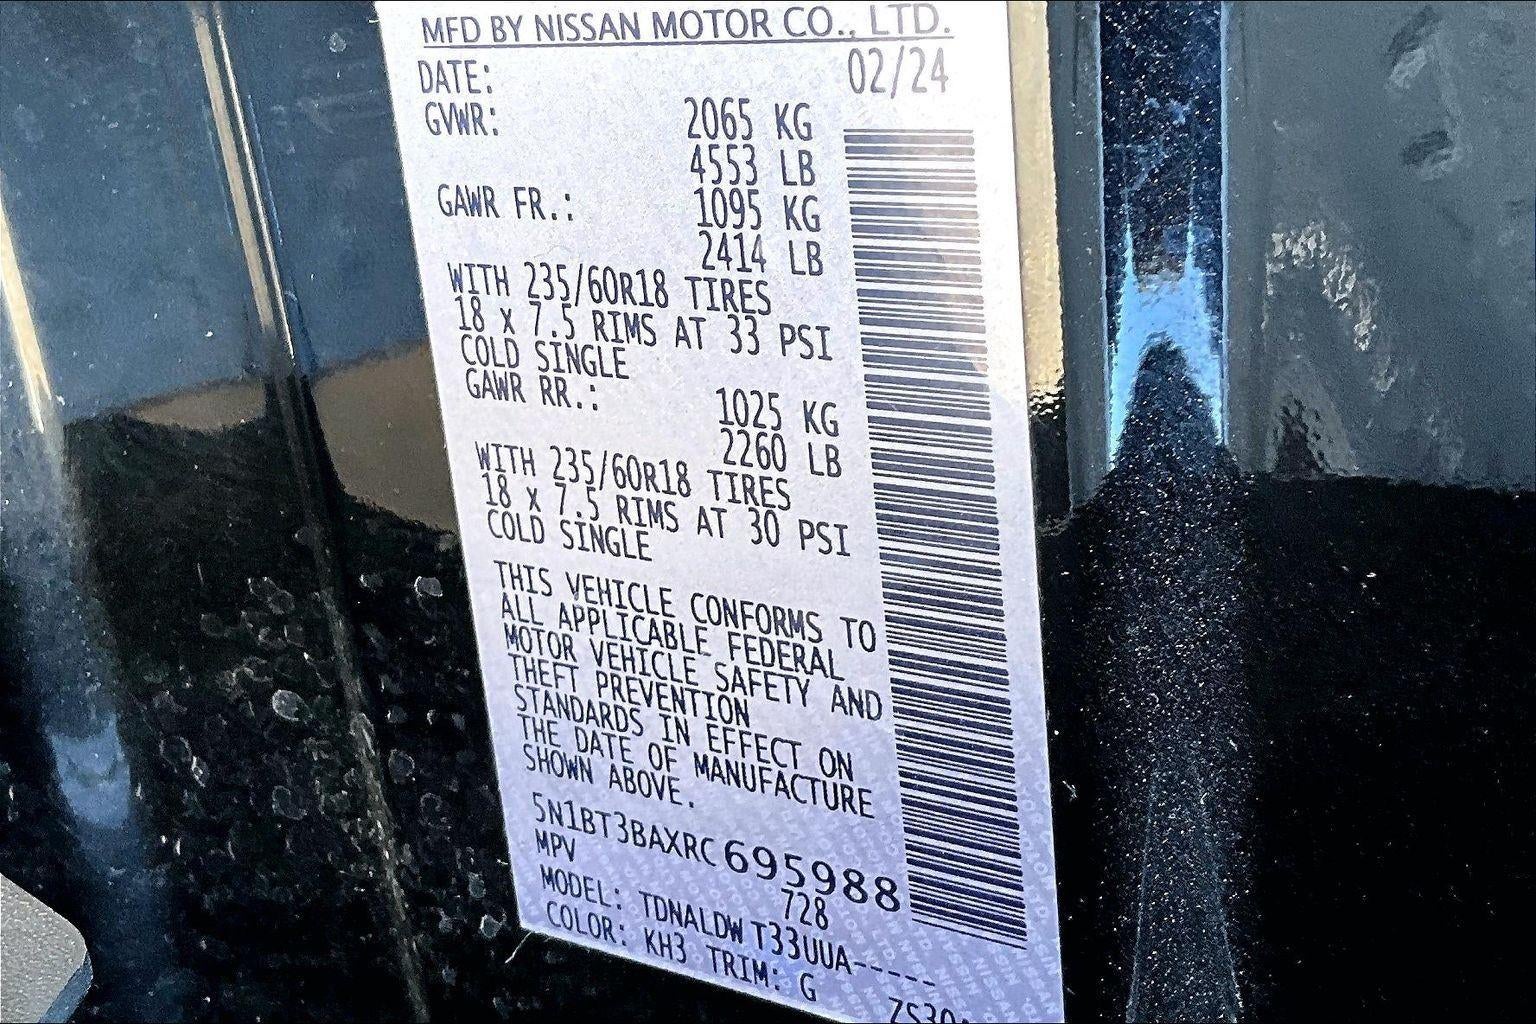 MFD BY NISSAN MOTOR CO., LTD.
DATE: 02/24
GVWR: 2065 KG
4553 LB
GAWR FR.: 1095 KG
2414 LB
WITH 235/60R18 TIRES
18 X 7.5 RIMS AT 33 PSI
COLD SINGLE
GAWR RR.: 1025 KG
2260 LB
WITH 235/60R18 TIRES
18 X 7.5 RIMS AT 30 PSI
COLD SINGLE
THIS VEHICLE CONFORMS TO
ALL APPLICABLE FEDERAL
MOTOR VEHICLE SAFETY AND
THEFT PREVENTION
STANDARDS IN EFFECT ON
THE DATE OF MANUFACTURE
SHOWN ABOVE.
5N1BT3BAXRC695988
MPV 728
MODEL: TDNALDW T33UUA-----
COLOR: KH3 TRIM: G